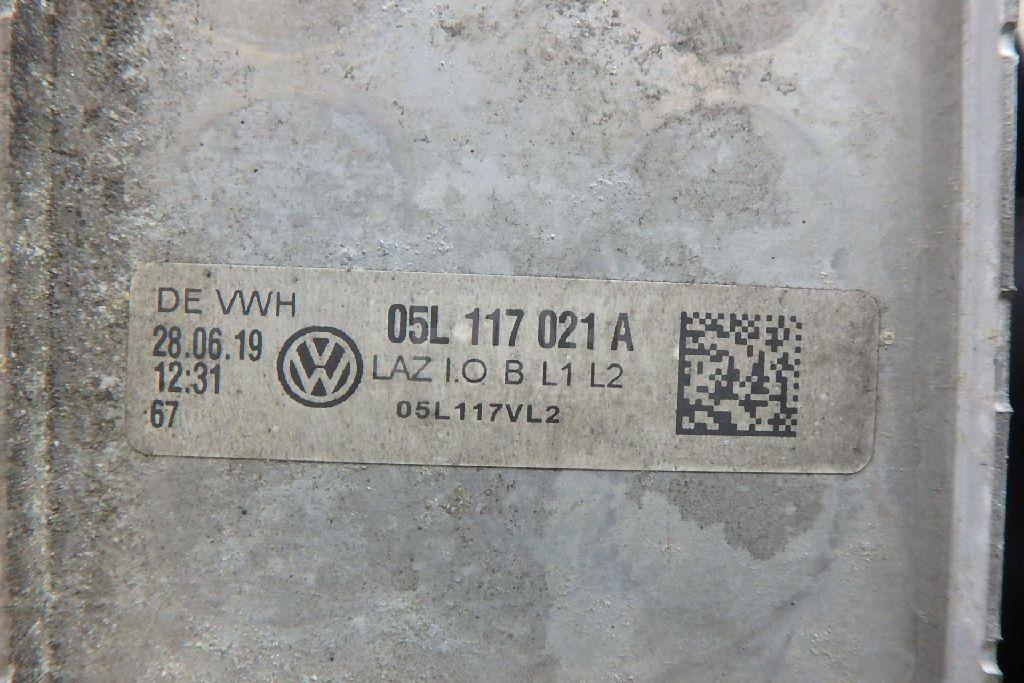 DE VWH
28.06.19
12:31
67
05L 117 021 A
LAZ I.O B L1 L2
05L117VL2